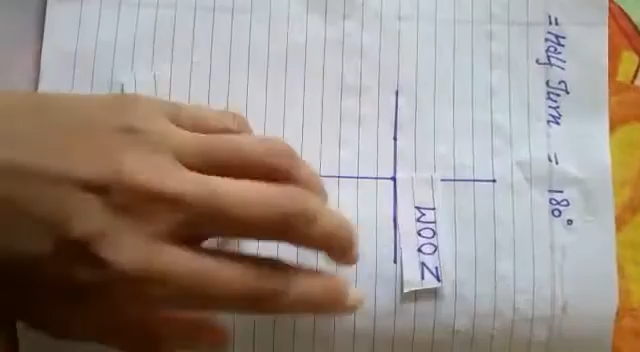 = Half Turn = 180°
ZOOM